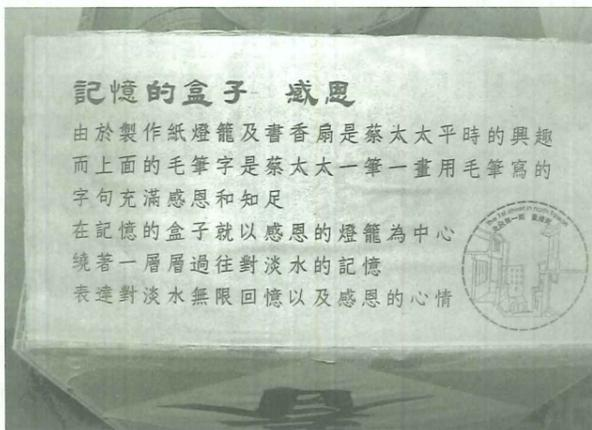 記憶的盒子 感恩
由於製作紙燈籠及書香扇是蔡太太平時的興趣
而上面的毛筆字是蔡太太一筆一畫用毛筆寫的
字句充滿感恩和知足
在記憶的盒子就以感恩的燈籠為中心
繞著一層層過往對淡水的記憶
表達對淡水無限回憶以及感恩的心情